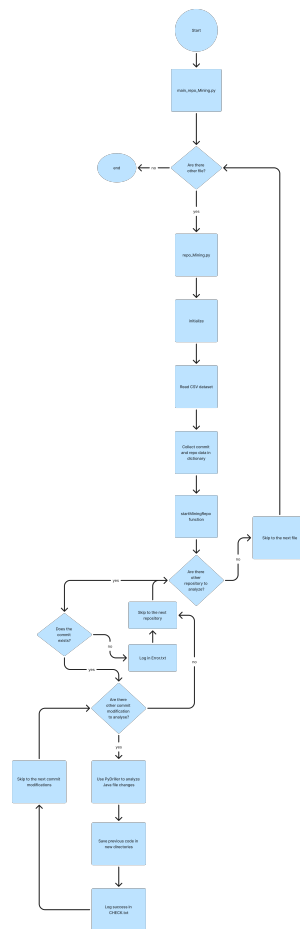 Start
main_repo_Mining.py
Are there
other file?
no
end
yes
repo_Mining.py
Initialize
Read CSV dataset
Collect commit
and repo data in
dictionary
startMiningRepo
function
Skip to the next file
no
Are there
other
repository to
analyze?
yes
Skip to the next
repository
Does the
commit
exists?
no
Log in Error.txt
no
yes
Are there
other commit
modification
to analyse?
yes
Skip to the next commit
modifications
Use PyDriller to analyze
Java file changes
Save previous code in
new directories
Log success in
CHECK.txt